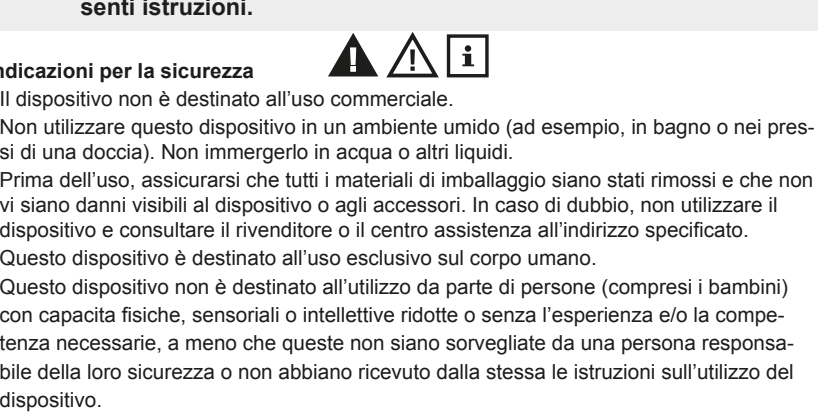 senti istruzioni.
ndicazioni per la sicurezza
Il dispositivo non è destinato all’uso commerciale.
Non utilizzare questo dispositivo in un ambiente umido (ad esempio, in bagno o nei pres-
si di una doccia). Non immergerlo in acqua o altri liquidi.
Prima dell’uso, assicurarsi che tutti i materiali di imballaggio siano stati rimossi e che non
vi siano danni visibili al dispositivo o agli accessori. In caso di dubbio, non utilizzare il
dispositivo e consultare il rivenditore o il centro assistenza all’indirizzo specificato.
Questo dispositivo è destinato all’uso esclusivo sul corpo umano.
Questo dispositivo non è destinato all’utilizzo da parte di persone (compresi i bambini)
con capacita fisiche, sensoriali o intellettive ridotte o senza l’esperienza e/o la compe-
tenza necessarie, a meno che queste non siano sorvegliate da una persona responsa-
bile della loro sicurezza o non abbiano ricevuto dalla stessa le istruzioni sull’utilizzo del
dispositivo.